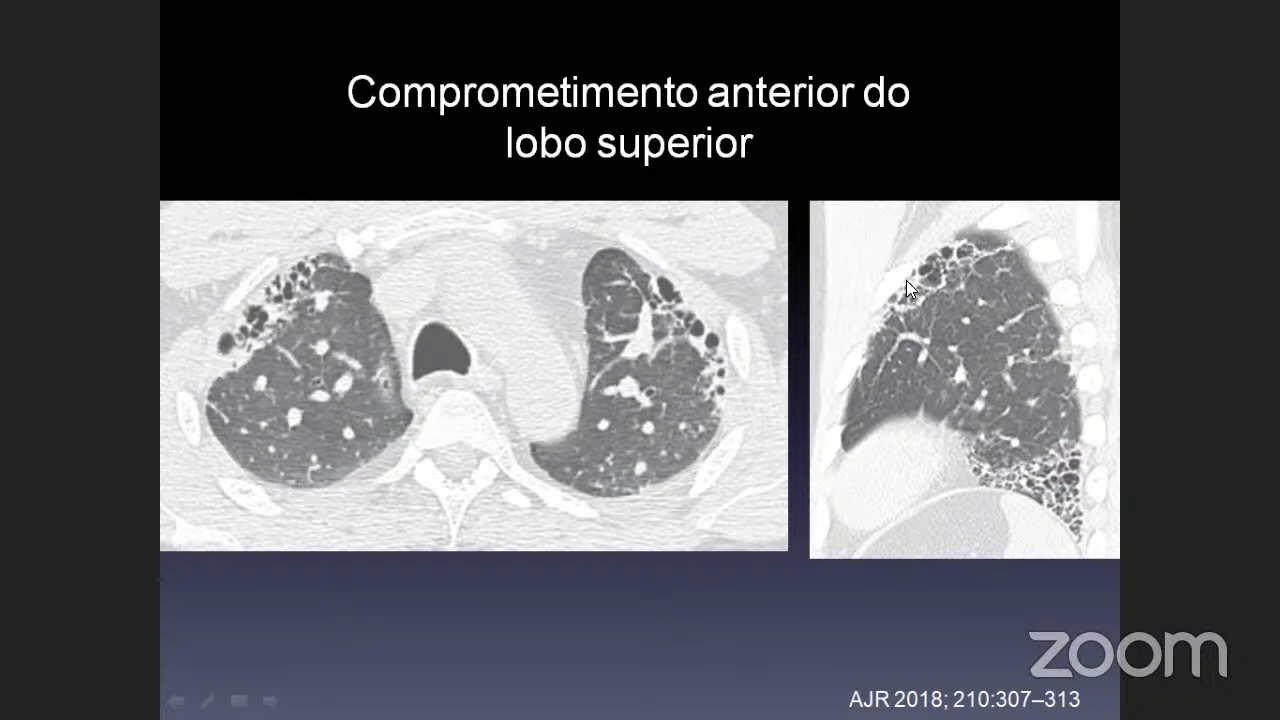 Comprometimento anterior do
lobo superior
zoom
AJR 2018; 210:307–313